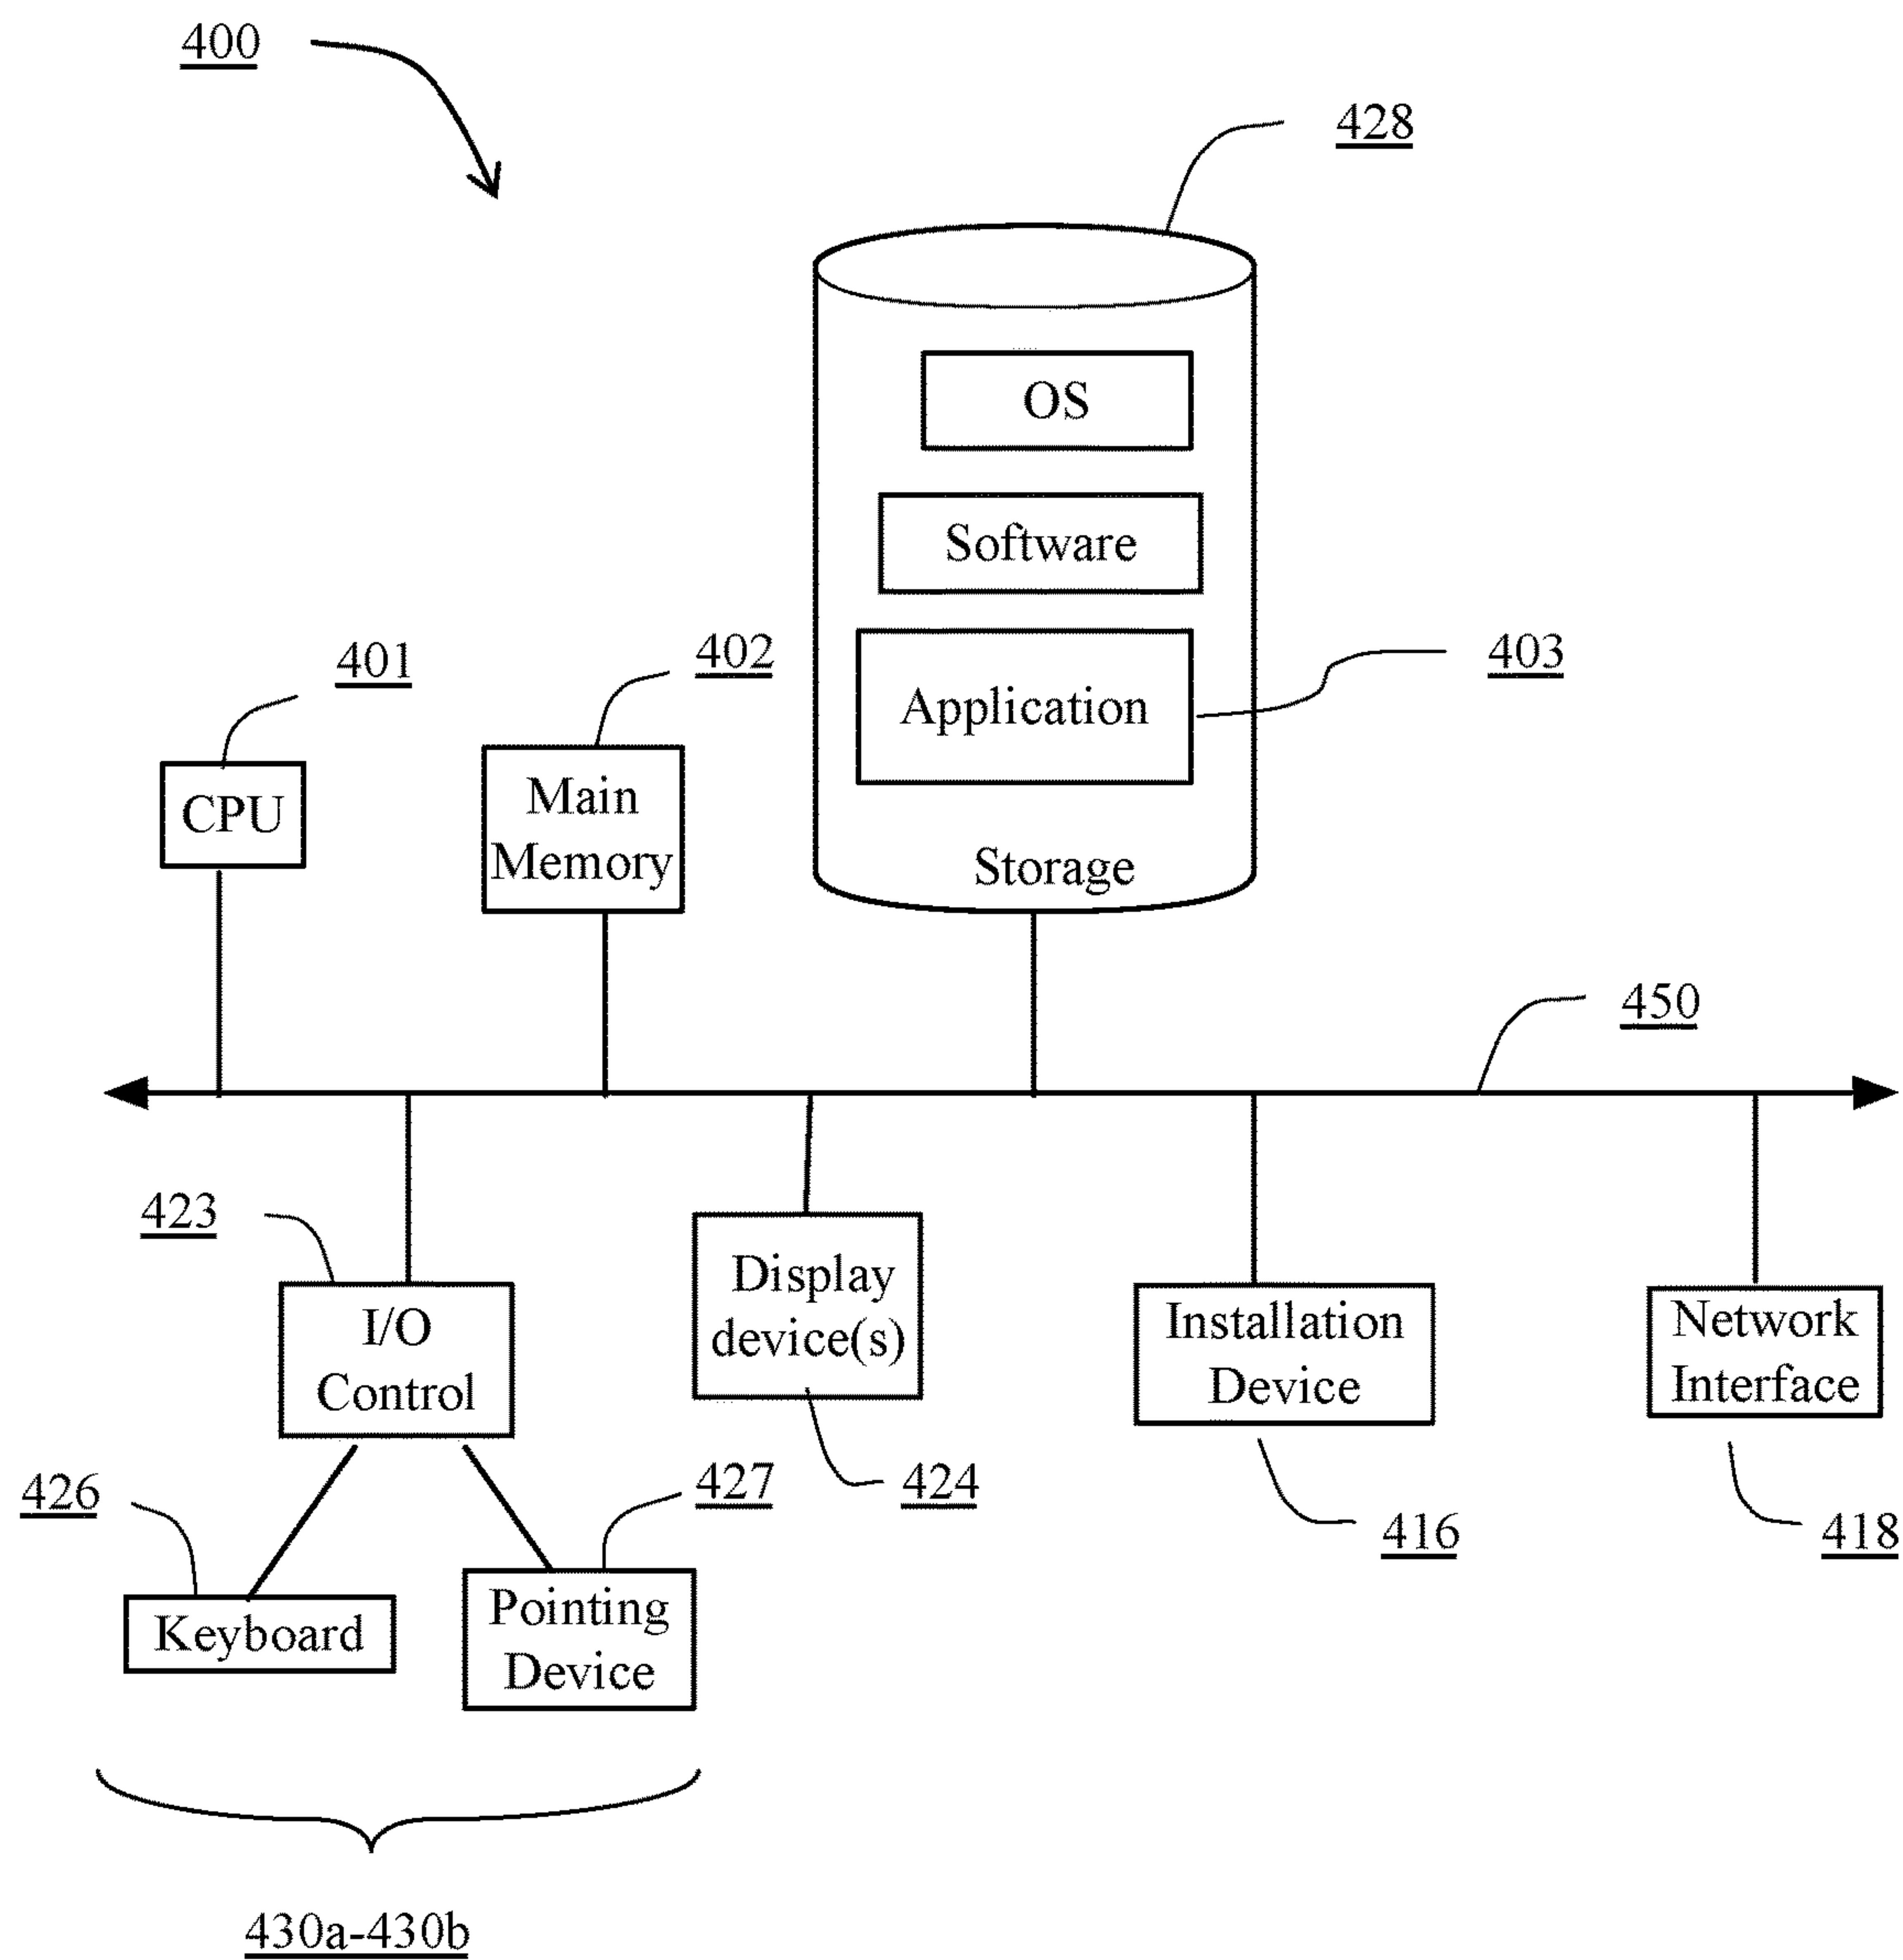 400
428
OS
Software
401
402
403
Application
CPU
Main
Memory
Storage
450
423
Display
device(s)
I/O
Control
Installation
Device
Network
Interface
426
427
424
416
418
Keyboard
Pointing
Device
430a-430b